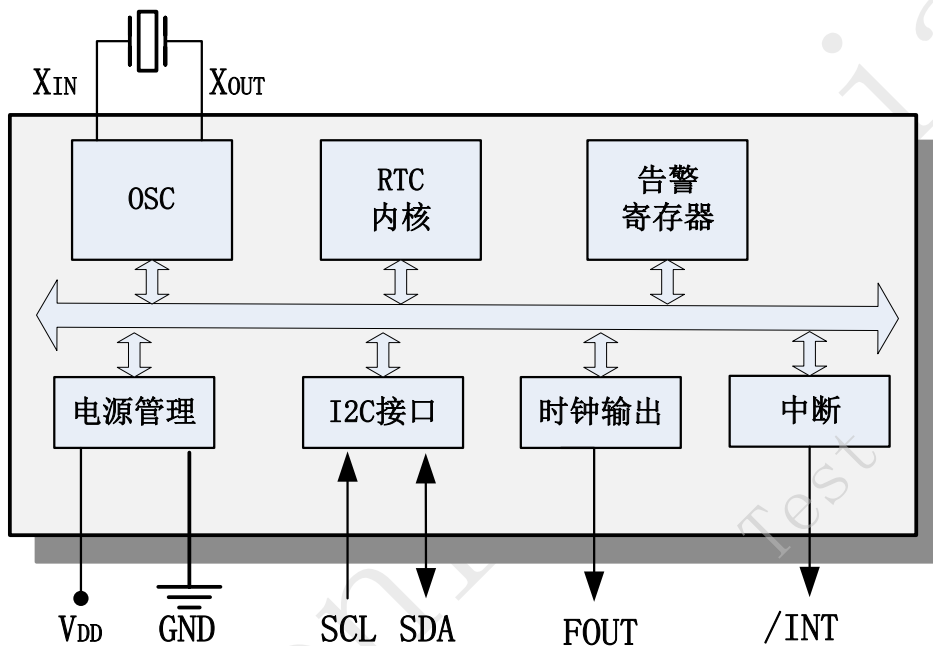 XIN
XOUT
OSC
RTC
内核
告警
寄存器
电源管理
I2C接口
时钟输出
中断
Test
VDD
GND
SCL
SDA
FOUT
/INT